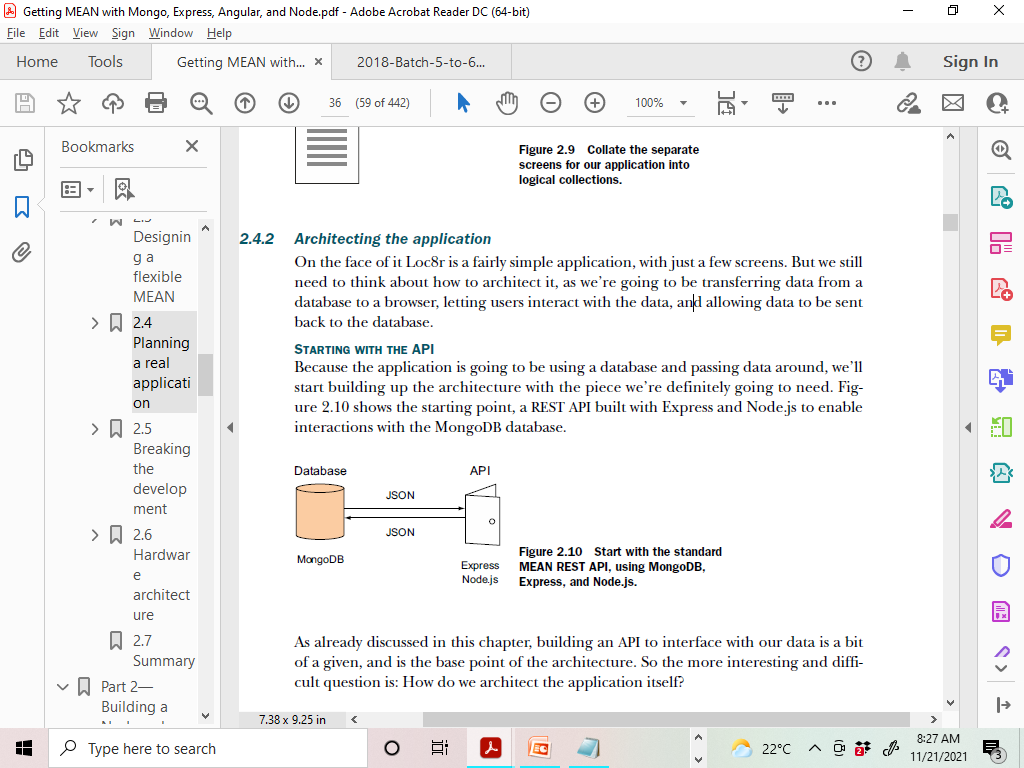 Getting MEAN with Mongo, Express, Angular, and Node.pdf - Adobe Acrobat Reader DC (64-bit)
File Edit View Sign Window Help
Home Tools Getting MEAN with... × 2018-Batch-5-to-6... ? Sign In
36 (59 of 442) 100%
Bookmarks
Designin
g a
flexible
MEAN
2.4
Planning
a real
applicati
on
2.5
Breaking
the
develop
ment
2.6
Hardwar
e
architect
ure
2.7
Summary
Part 2—
Building a
Figure 2.9 Collate the separate
screens for our application into
logical collections.
2.4.2 Architecting the application
On the face of it Loc8r is a fairly simple application, with just a few screens. But we still
need to think about how to architect it, as we're going to be transferring data from a
database to a browser, letting users interact with the data, and allowing data to be sent
back to the database.
STARTING WITH THE API
Because the application is going to be using a database and passing data around, we'll
start building up the architecture with the piece we're definitely going to need. Fig-
ure 2.10 shows the starting point, a REST API built with Express and Node.js to enable
interactions with the MongoDB database.
Database API
JSON
JSON
MongoDB
Express
Node.js
Figure 2.10 Start with the standard
MEAN REST API, using MongoDB,
Express, and Node.js.
As already discussed in this chapter, building an API to interface with our data is a bit
of a given, and is the base point of the architecture. So the more interesting and diffi-
cult question is: How do we architect the application itself?
7.38 x 9.25 in
Type here to search
22°C
2
8:27 AM
11/21/2021
3